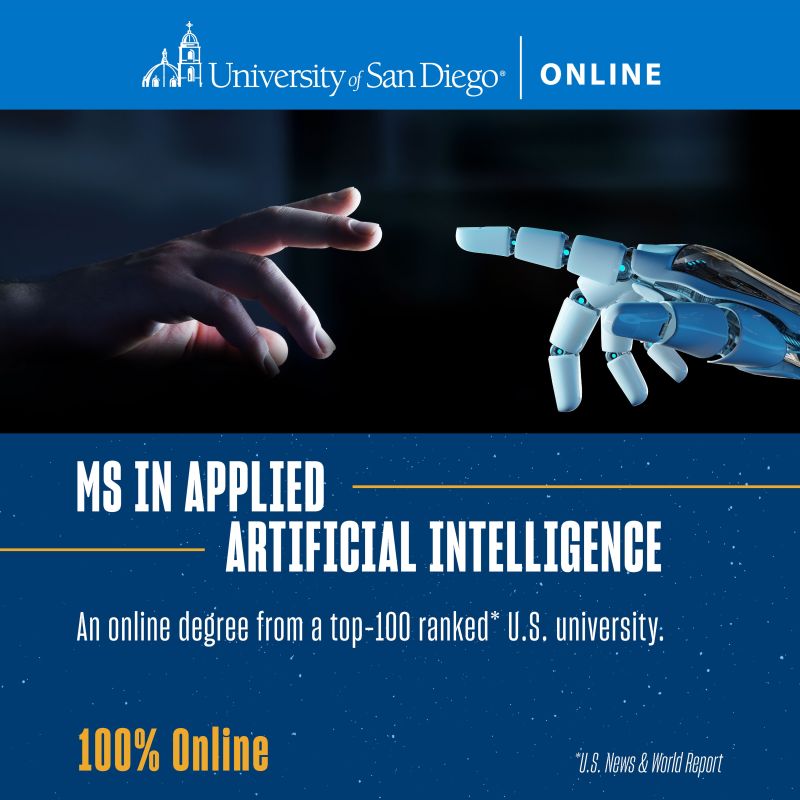 University of San Diego® | ONLINE
MS IN APPLIED
ARTIFICIAL INTELLIGENCE
An online degree from a top-100 ranked* U.S. university.
100% Online
*U.S. News & World Report